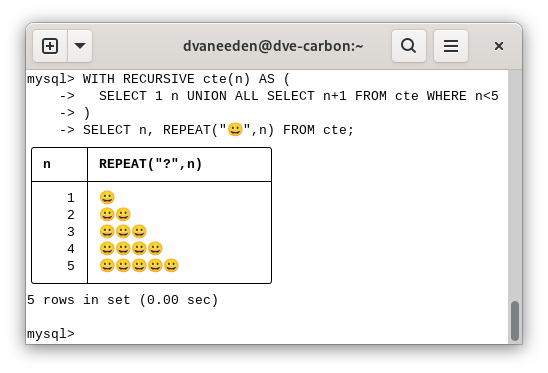 dvaneeden@dve-carbon:~
mysql> WITH RECURSIVE cte(n) AS (
    ->   SELECT 1 n UNION ALL SELECT n+1 FROM cte WHERE n<5
    -> )
    -> SELECT n, REPEAT("😀",n) FROM cte;
n REPEAT("?",n)
1 😀
2 😀😀
3 😀😀😀
4 😀😀😀😀
5 😀😀😀😀😀
5 rows in set (0.00 sec)
mysql>